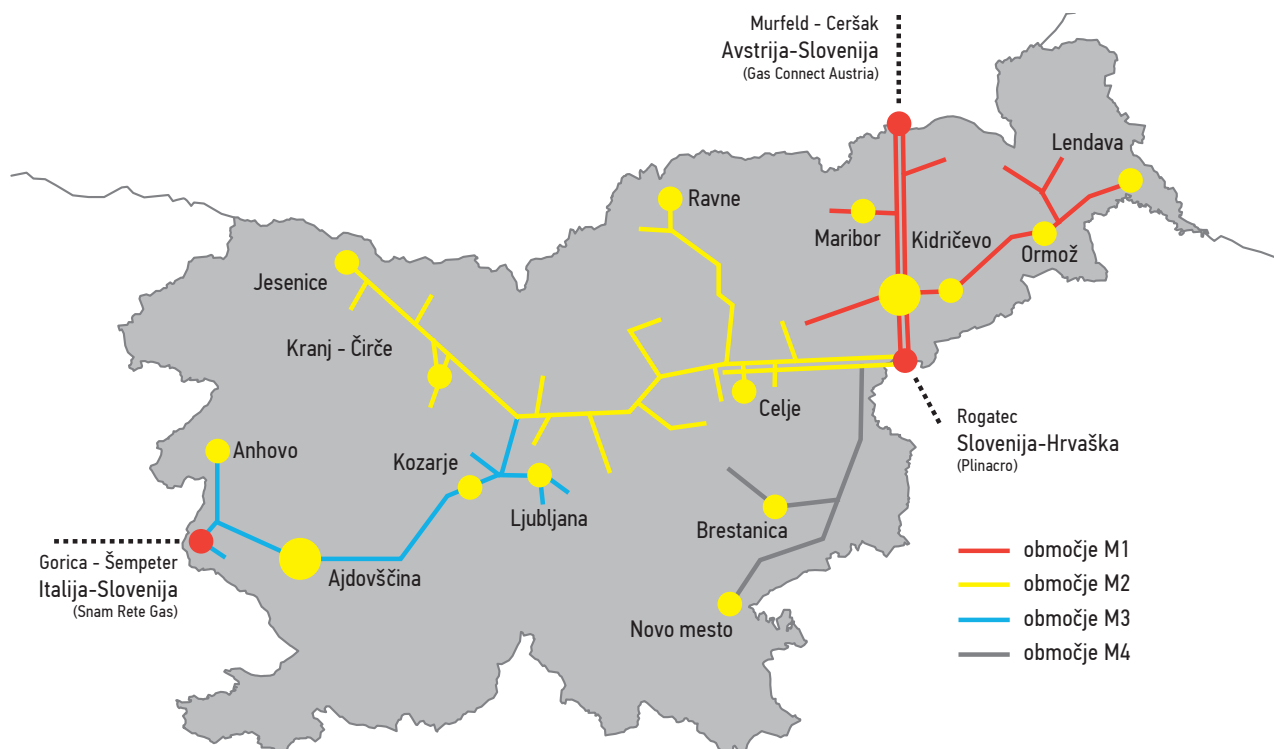 Murfeld - Ceršak
Avstrija-Slovenija
(Gas Connect Austria)
Lendava
Ravne
Maribor
Kidričevo
Ormož
Jesenice
Kranj - Čirče
Celje
Rogatec
Slovenija-Hrvaška
(Plinacro)
Anhovo
Kozarje
Ljubljana
Brestanica
Gorica - Šempeter
Italija-Slovenija
(Snam Rete Gas)
Ajdovščina
Novo mesto
območje M1
območje M2
območje M3
območje M4